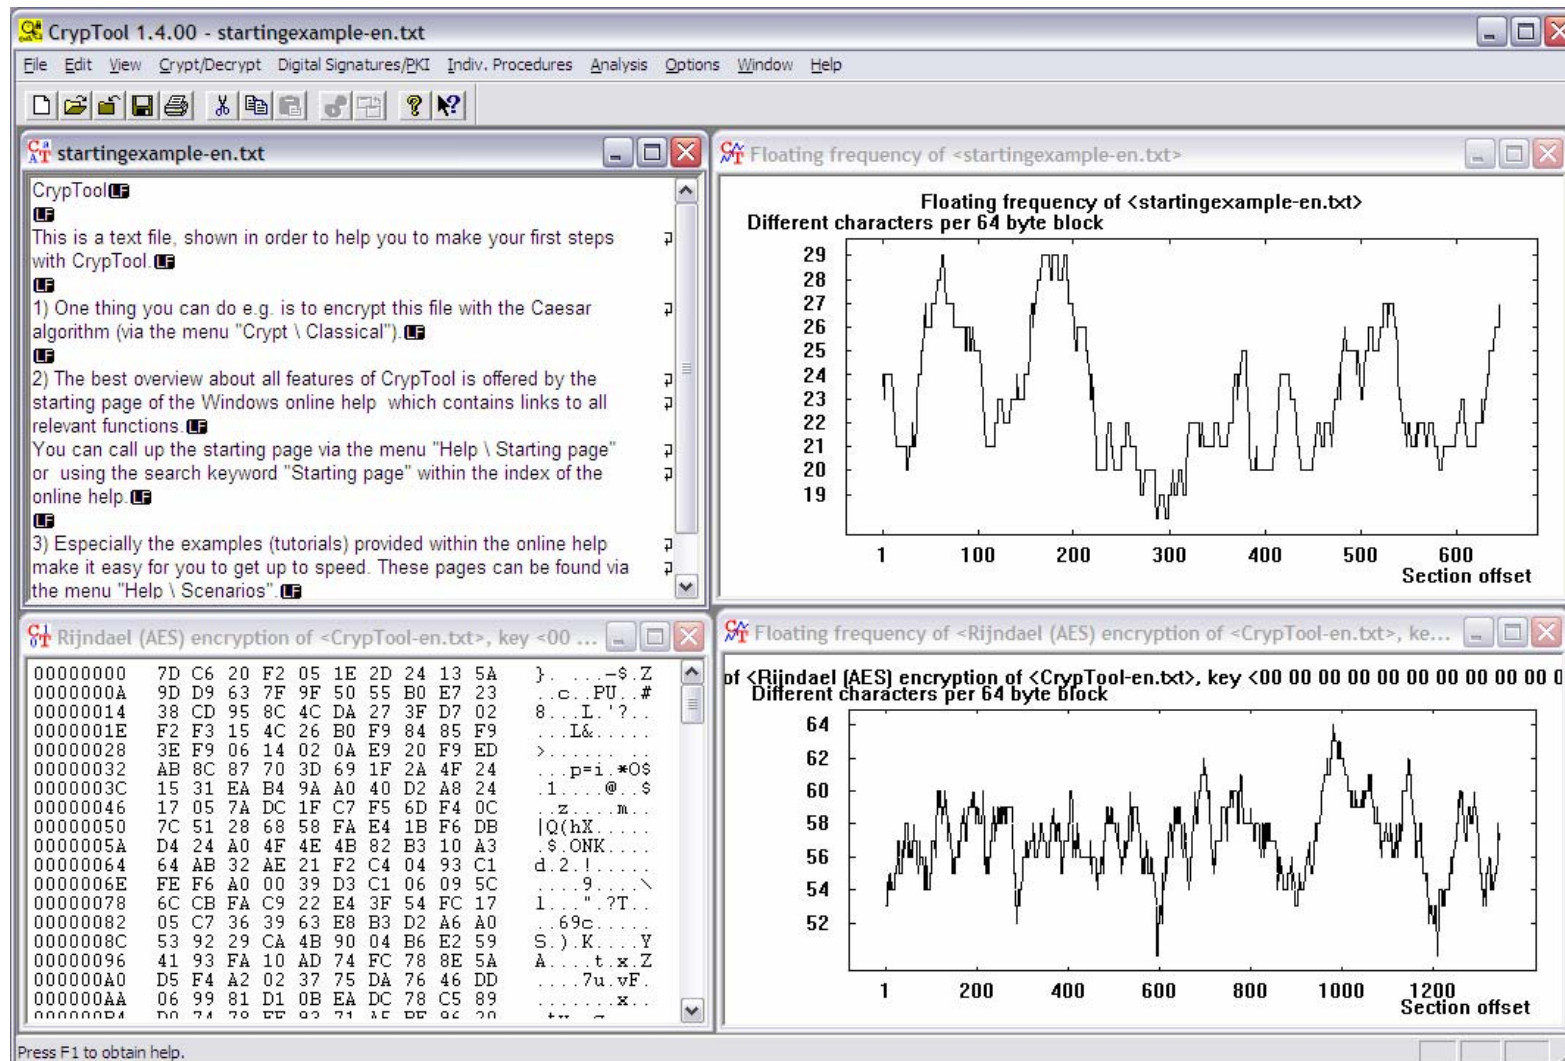 CrypTool 1.4.00 - startingexample-en.txt
File Edit View Crypt/Decrypt Digital Signatures/PKI Indiv. Procedures Analysis Options Window Help
startingexample-en.txt
CrypToolLF
LF
This is a text file, shown in order to help you to make your first steps
with CrypTool.LF
LF
1) One thing you can do e.g. is to encrypt this file with the Caesar
algorithm (via the menu "Crypt \ Classical").LF
LF
2) The best overview about all features of CrypTool is offered by the
starting page of the Windows online help  which contains links to all
relevant functions.LF
You can call up the starting page via the menu "Help \ Starting page"
or  using the search keyword "Starting page" within the index of the
online help.LF
LF
3) Especially the examples (tutorials) provided within the online help
make it easy for you to get up to speed. These pages can be found via
the menu "Help \ Scenarios".LF
Floating frequency of <startingexample-en.txt>
Floating frequency of <startingexample-en.txt>
Different characters per 64 byte block
29
28
27
26
25
24
23
22
21
20
19
1 100 200 300 400 500 600
Section offset
Rijndael (AES) encryption of <CrypTool-en.txt>, key <00 ...
00000000 7D C6 20 F2 05 1E 2D 24 13 5A }. ....-$.Z
0000000A 9D D9 63 7F 9F 50 55 B0 E7 23 ..c..PU..#
00000014 38 CD 95 8C 4C DA 27 3F D7 02 8...L.'?..
0000001E F2 F3 15 4C 26 B0 F9 84 85 F9 ...L&.....
00000028 3E F9 06 14 02 0A E9 20 F9 ED >...... ..
00000032 AB 8C 87 70 3D 69 1F 2A 4F 24 ...p=i.*O$
0000003C 15 31 EA B4 9A A0 40 D2 A8 24 .1....@..$
00000046 17 05 7A DC 1F C7 F5 6D F4 0C ..z....m..
00000050 7C 51 28 68 58 FA E4 1B F6 DB |Q(hX.....
0000005A D4 24 A0 4F 4E 4B 82 B3 10 A3 .$.ONK....
00000064 64 AB 32 AE 21 F2 C4 04 93 C1 d.2.!.....
0000006E FE F6 A0 00 39 D3 C1 06 09 5C ....9....\
00000078 6C CB FA C9 22 E4 3F 54 FC 17 l...".?T..
00000082 05 C7 36 39 63 E8 B3 D2 A6 A0 ..69c.....
0000008C 53 92 29 CA 4B 90 04 B6 E2 59 S.).K....Y
00000096 41 93 FA 10 AD 74 FC 78 8E 5A A....t.x.Z
000000A0 D5 F4 A2 02 37 75 DA 76 46 DD ....7u.vF.
000000AA 06 99 81 D1 0B EA DC 78 C5 89 .......x..
Floating frequency of <Rijndael (AES) encryption of <CrypTool-en.txt>, ke...
of <Rijndael (AES) encryption of <CrypTool-en.txt>, key <00 00 00 00 00 00 00 00 00 00 00 0
Different characters per 64 byte block
64
62
60
58
56
54
52
1 200 400 600 800 1000 1200
Section offset
Press F1 to obtain help.